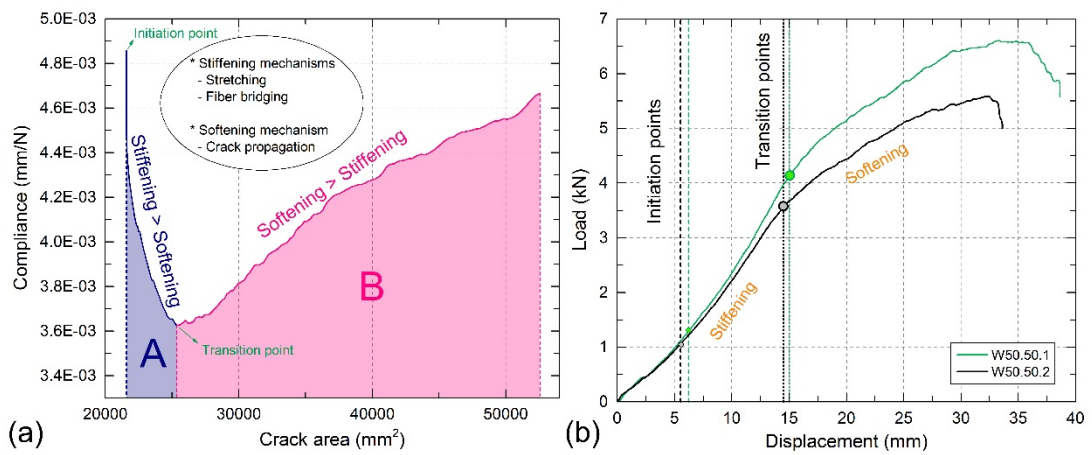 5.0E-03
4.8E-03
4.6E-03
4.4E-03
4.2E-03
4.0E-03
3.8E-03
3.6E-03
3.4E-03
Compliance (mm/N)
Initiation point
* Stiffening mechanisms
- Stretching
- Fiber bridging
* Softening mechanism
- Crack propagation
Stiffening > Softening
Softening > Stiffening
A
B
Transition point
20000 30000 40000 50000
Crack area (mm²)
(a)
7
6
5
4
3
2
1
0
Load (kN)
Initiation points
Transition points
Stiffening
Softening
W50.50.1
W50.50.2
0 5 10 15 20 25 30 35 40
Displacement (mm)
(b)